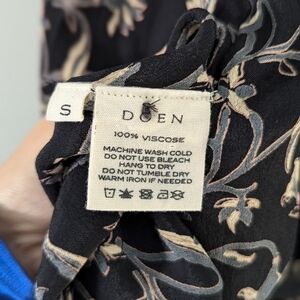 S
DÔEN
100% VISCOSE
MACHINE WASH COLD
DO NOT USE BLEACH
HANG TO DRY
DO NOT TUMBLE DRY
WARM IRON IF NEEDED